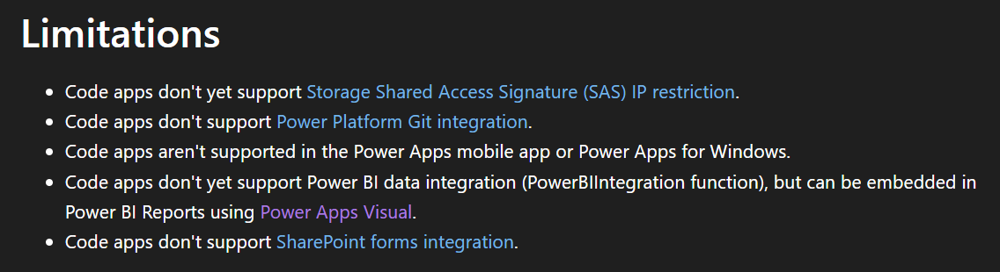 Limitations
• Code apps don't yet support Storage Shared Access Signature (SAS) IP restriction.
• Code apps don't support Power Platform Git integration.
• Code apps aren't supported in the Power Apps mobile app or Power Apps for Windows.
• Code apps don't yet support Power BI data integration (PowerBIIntegration function), but can be embedded in
Power BI Reports using Power Apps Visual.
• Code apps don't support SharePoint forms integration.